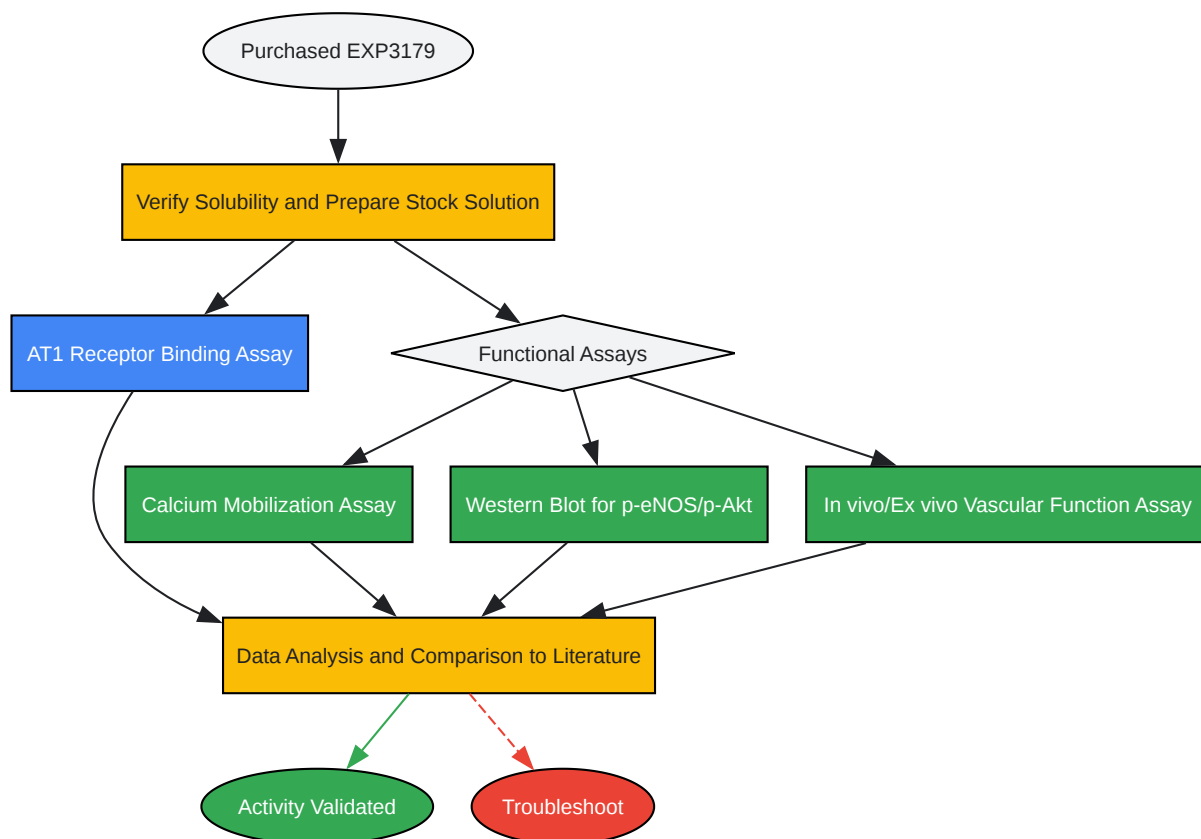 Purchased EXP3179
Verify Solubility and Prepare Stock Solution
AT1 Receptor Binding Assay
Functional Assays
Calcium Mobilization Assay
Western Blot for p-eNOS/p-Akt
In vivo/Ex vivo Vascular Function Assay
Data Analysis and Comparison to Literature
Activity Validated
Troubleshoot